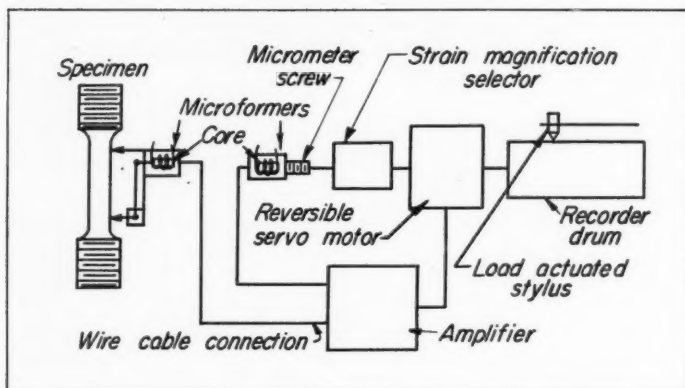 Specimen
Micrometer
screw
Strain magnification
selector
Microformers
Core
Core
Reversible
servo motor
Recorder
drum
Load actuated
stylus
Wire cable connection
Amplifier